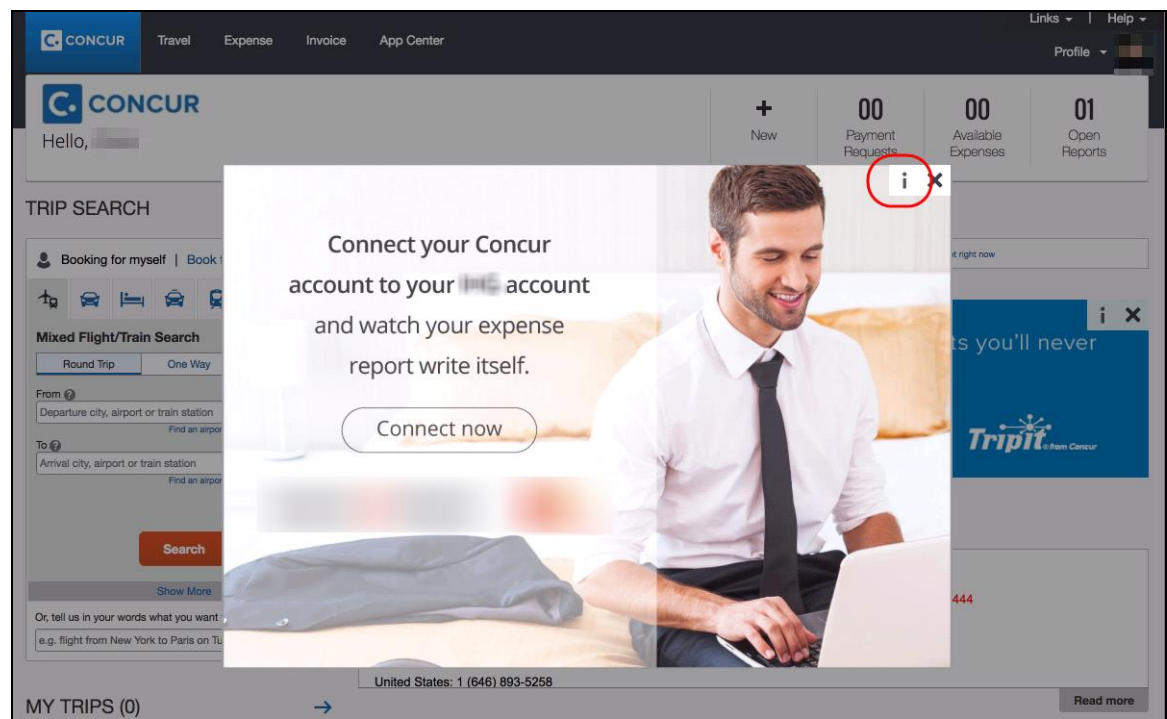 Links | Help
C. CONCUR Travel Expense Invoice App Center
Profile
C. CONCUR
Hello,
+ 00 00 01
New Payment Requests Available Expenses Open Reports
TRIP SEARCH
Booking for myself | Book
Mixed Flight/Train Search
Round Trip One Way
From ?
Departure city, airport or train station
Find an airpor
To ?
Arrival city, airport or train station
Find an airpor
Search
Show More
Or, tell us in your words what you want
e.g. flight from New York to Paris on Tu
MY TRIPS (0) →
i X
Connect your Concur
account to your account
and watch your expense
report write itself.
Connect now
right now
i X
ts you'll never
TripIt® from Concur
444
United States: 1 (646) 893-5258
Read more